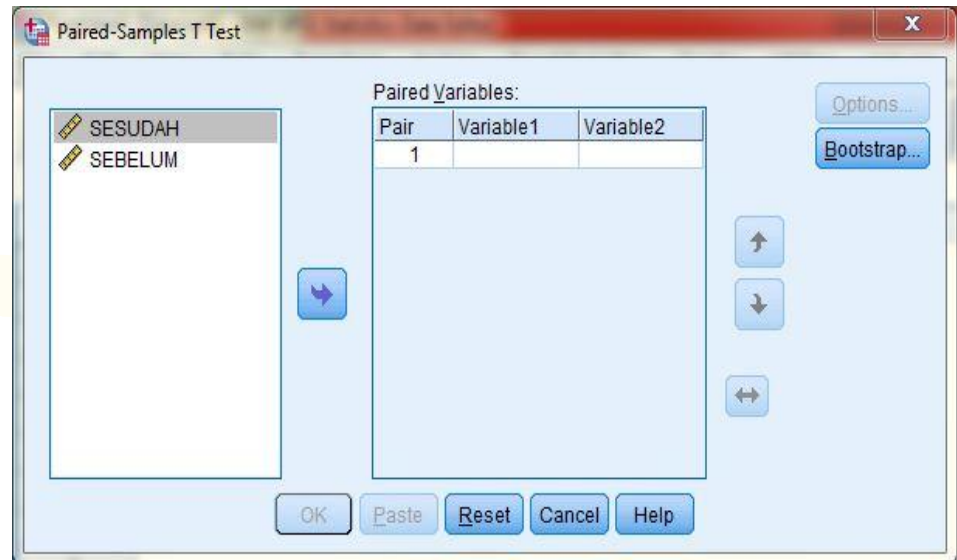 Paired-Samples T Test
X
SESUDAH
SEBELUM
Paired Variables:
Pair Variable1 Variable2
1
Options...
Bootstrap...
OK Paste Reset Cancel Help